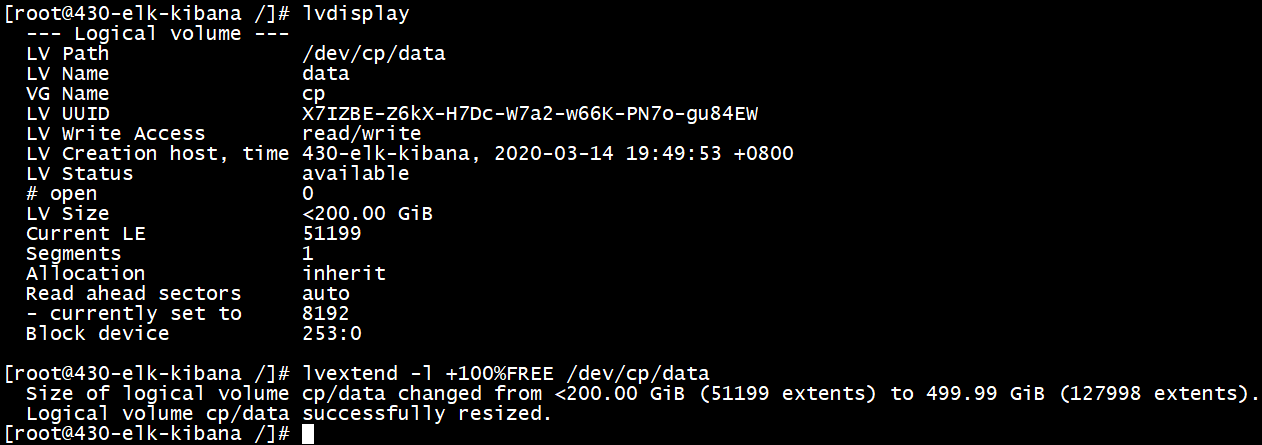 [root@430-elk-kibana /]# lvdisplay
  --- Logical volume ---
  LV Path                /dev/cp/data
  LV Name                data
  VG Name                cp
  LV UUID                X7IZBE-Z6kX-H7Dc-W7a2-w66K-PN7o-gu84EW
  LV Write Access        read/write
  LV Creation host, time 430-elk-kibana, 2020-03-14 19:49:53 +0800
  LV Status              available
  # open                 0
  LV Size                <200.00 GiB
  Current LE             51199
  Segments               1
  Allocation             inherit
  Read ahead sectors     auto
  - currently set to     8192
  Block device           253:0
[root@430-elk-kibana /]# lvextend -l +100%FREE /dev/cp/data
  Size of logical volume cp/data changed from <200.00 GiB (51199 extents) to 499.99 GiB (127998 extents).
  Logical volume cp/data successfully resized.
[root@430-elk-kibana /]#